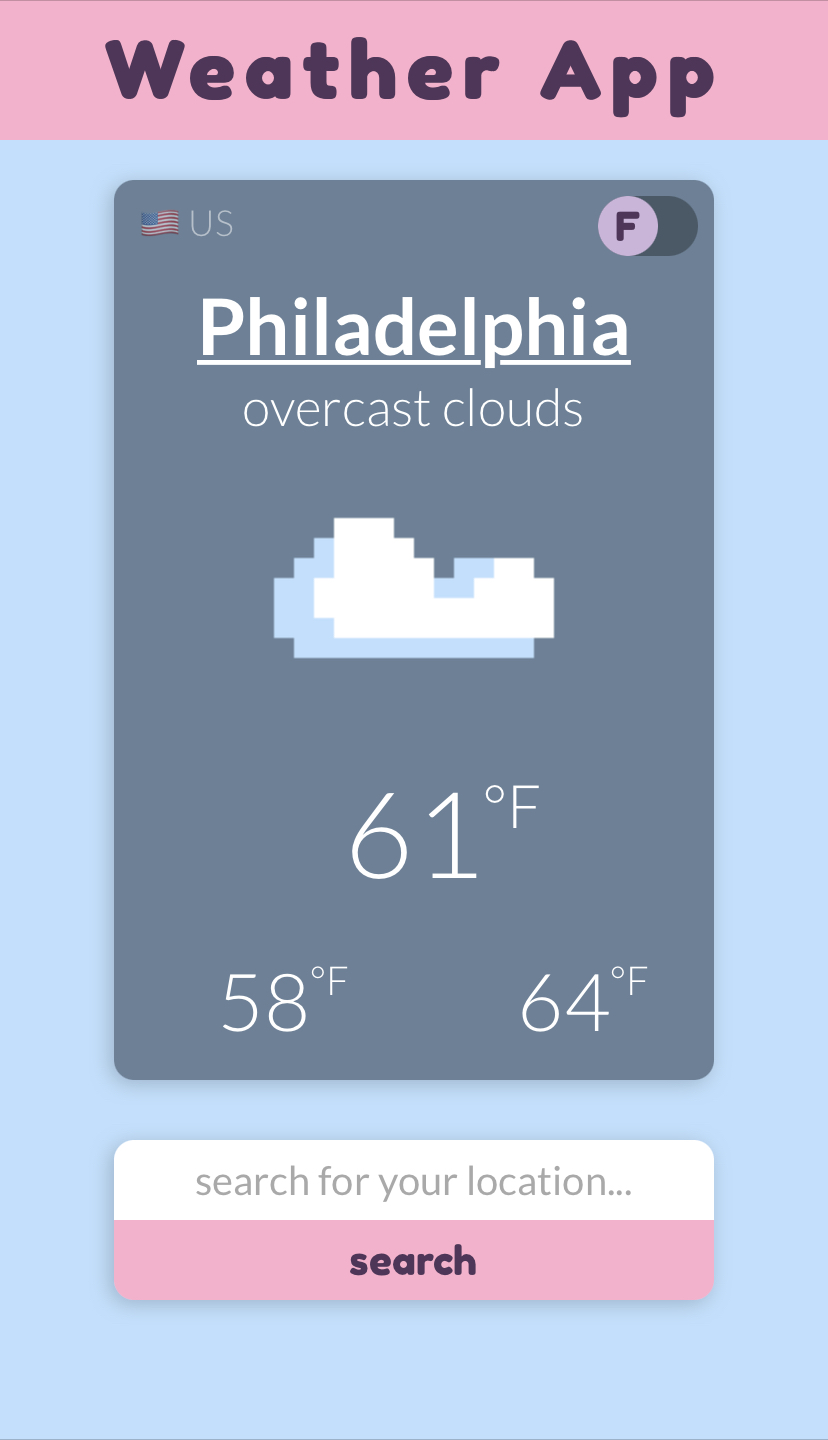 Weather App
🇺🇸 US
F
Philadelphia
overcast clouds
61°F
58°F 64°F
search for your location...
search